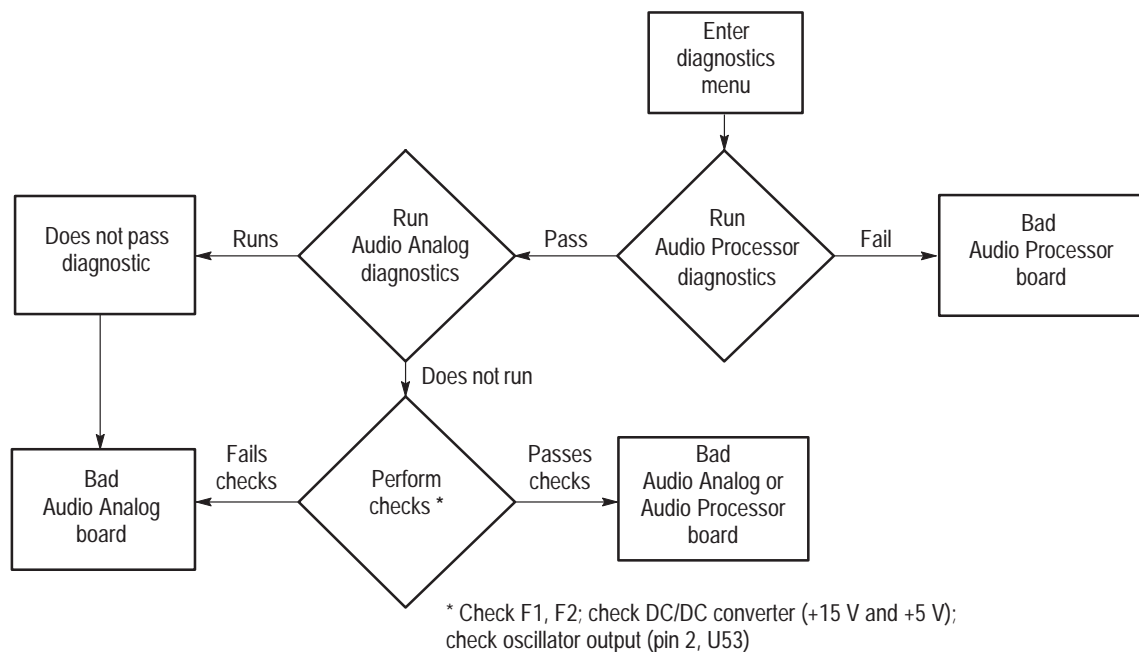 Enter
diagnostics
menu
Run
Audio Processor
diagnostics
Fail
Bad
Audio Processor
board
Pass
Run
Audio Analog
diagnostics
Runs
Does not pass
diagnostic
Does not run
Perform
checks *
Fails
checks
Bad
Audio Analog
board
Passes
checks
Bad
Audio Analog or
Audio Processor
board
* Check F1, F2; check DC/DC converter (+15 V and +5 V);
check oscillator output (pin 2, U53)